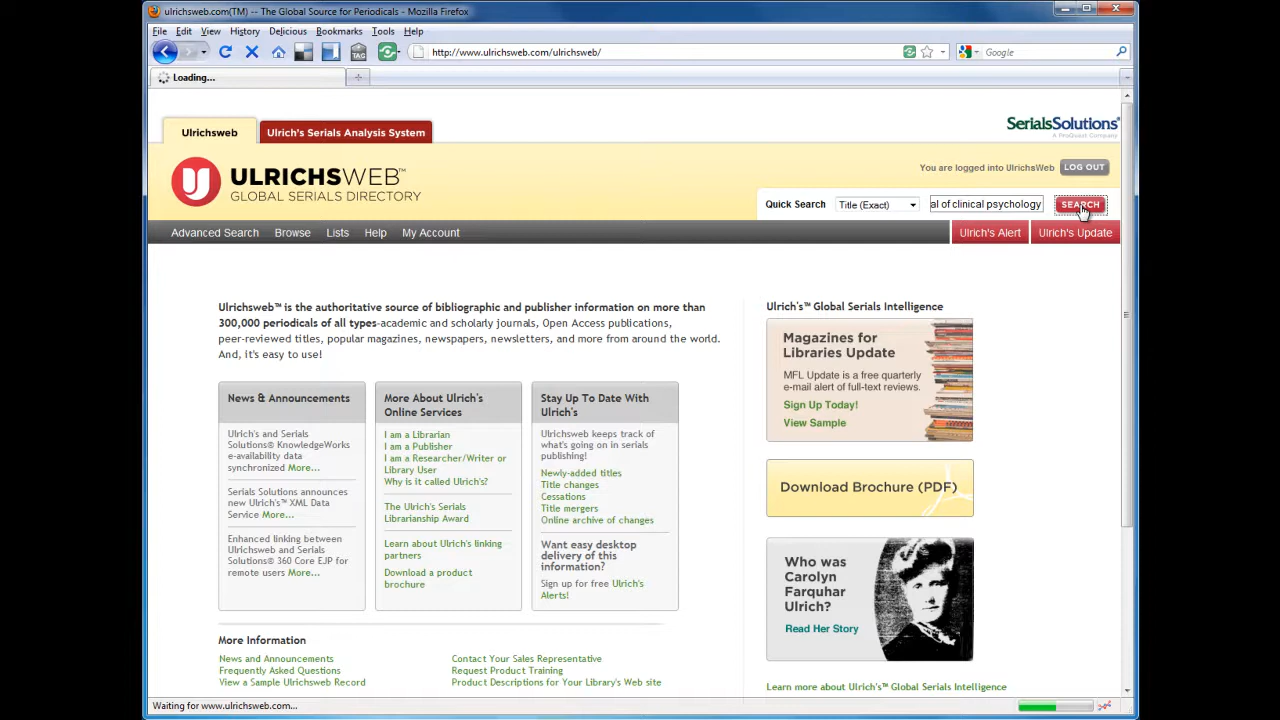 ulrichsweb.com(TM) -- The Global Source for Periodicals - Mozilla Firefox
File Edit View History Delicious Bookmarks Tools Help
TAG http://www.ulrichsweb.com/ulrichsweb/ Google
Loading...
Ulrichsweb Ulrich's Serials Analysis System
SerialsSolutions
A ProQuest Company
ULRICHSWEB™
GLOBAL SERIALS DIRECTORY
You are logged into UlrichsWeb LOG OUT
Quick Search Title (Exact) al of clinical psychology SEARCH
Advanced Search Browse Lists Help My Account Ulrich's Alert Ulrich's Update
Ulrichsweb™ is the authoritative source of bibliographic and publisher information on more than
300,000 periodicals of all types-academic and scholarly journals, Open Access publications,
peer-reviewed titles, popular magazines, newspapers, newsletters, and more from around the world.
And, it's easy to use!
News & Announcements
Ulrich's and Serials
Solutions® KnowledgeWorks
e-availability data
synchronized More...
Serials Solutions announces
new Ulrich's™ XML Data
Service More...
Enhanced linking between
Ulrichsweb and Serials
Solutions® 360 Core EJP for
remote users More...
More About Ulrich's
Online Services
I am a Librarian
I am a Publisher
I am a Researcher/Writer or
Library User
Why is it called Ulrich's?
The Ulrich's Serials
Librarianship Award
Learn about Ulrich's linking
partners
Download a product
brochure
Stay Up To Date With
Ulrich's
Ulrichsweb keeps track of
what's going on in serials
publishing!
Newly-added titles
Title changes
Cessations
Title mergers
Online archive of changes
Want easy desktop
delivery of this
information?
Sign up for free Ulrich's
Alerts!
Ulrich's™ Global Serials Intelligence
Magazines for
Libraries Update
MFL Update is a free quarterly
e-mail alert of full-text reviews.
Sign Up Today!
View Sample
Download Brochure (PDF)
Who was
Carolyn
Farquhar
Ulrich?
Read Her Story
Learn more about Ulrich's™ Global Serials Intelligence
More Information
News and Announcements
Frequently Asked Questions
View a Sample Ulrichsweb Record
Contact Your Sales Representative
Request Product Training
Product Descriptions for Your Library's Web site
Waiting for www.ulrichsweb.com...